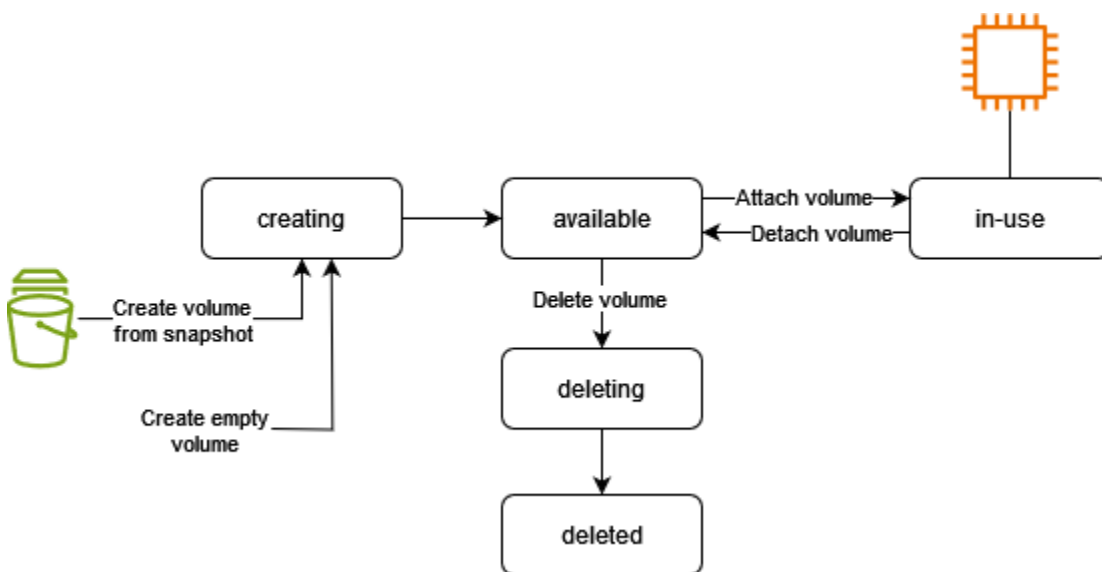 creating
available
Attach volume
Detach volume
in-use
Create volume
from snapshot
Delete volume
deleting
Create empty
volume
deleted